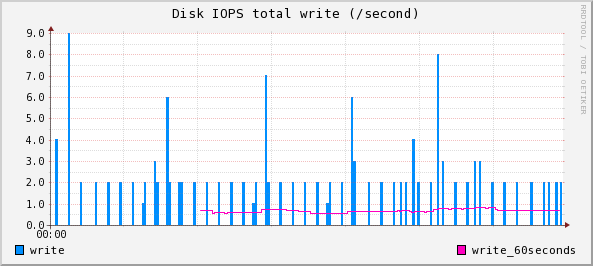 Disk IOPS total write (/second)
RRDTOOL / TOBI OETIKER
9.0
8.0
7.0
6.0
5.0
4.0
3.0
2.0
1.0
0.0
00:00
write
write_60seconds